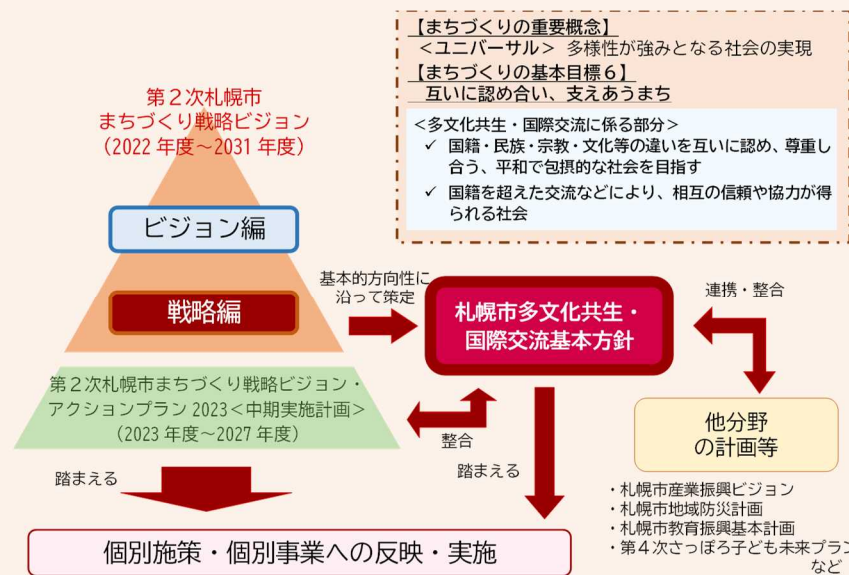 【まちづくりの重要概念】
＜ユニバーサル＞ 多様性が強みとなる社会の実現
【まちづくりの基本目標６】
互いに認め合い、支えあうまち
＜多文化共生・国際交流に係る部分＞
✓ 国籍・民族・宗教・文化等の違いを互いに認め、尊重し
合う、平和で包摂的な社会を目指す
✓ 国籍を超えた交流などにより、相互の信頼や協力が得
られる社会
第２次札幌市
まちづくり戦略ビジョン
（2022 年度～2031 年度）
ビジョン編
戦略編
基本的方向性に
沿って策定
札幌市多文化共生・
国際交流基本方針
連携・整合
第２次札幌市まちづくり戦略ビジョン・
アクションプラン 2023＜中期実施計画＞
（2023 年度～2027 年度）
整合
他分野
の計画等
踏まえる
踏まえる
・札幌市産業振興ビジョン
・札幌市地域防災計画
・札幌市教育振興基本計画
・第４次さっぽろ子ども未来プラン
など
個別施策・個別事業への反映・実施